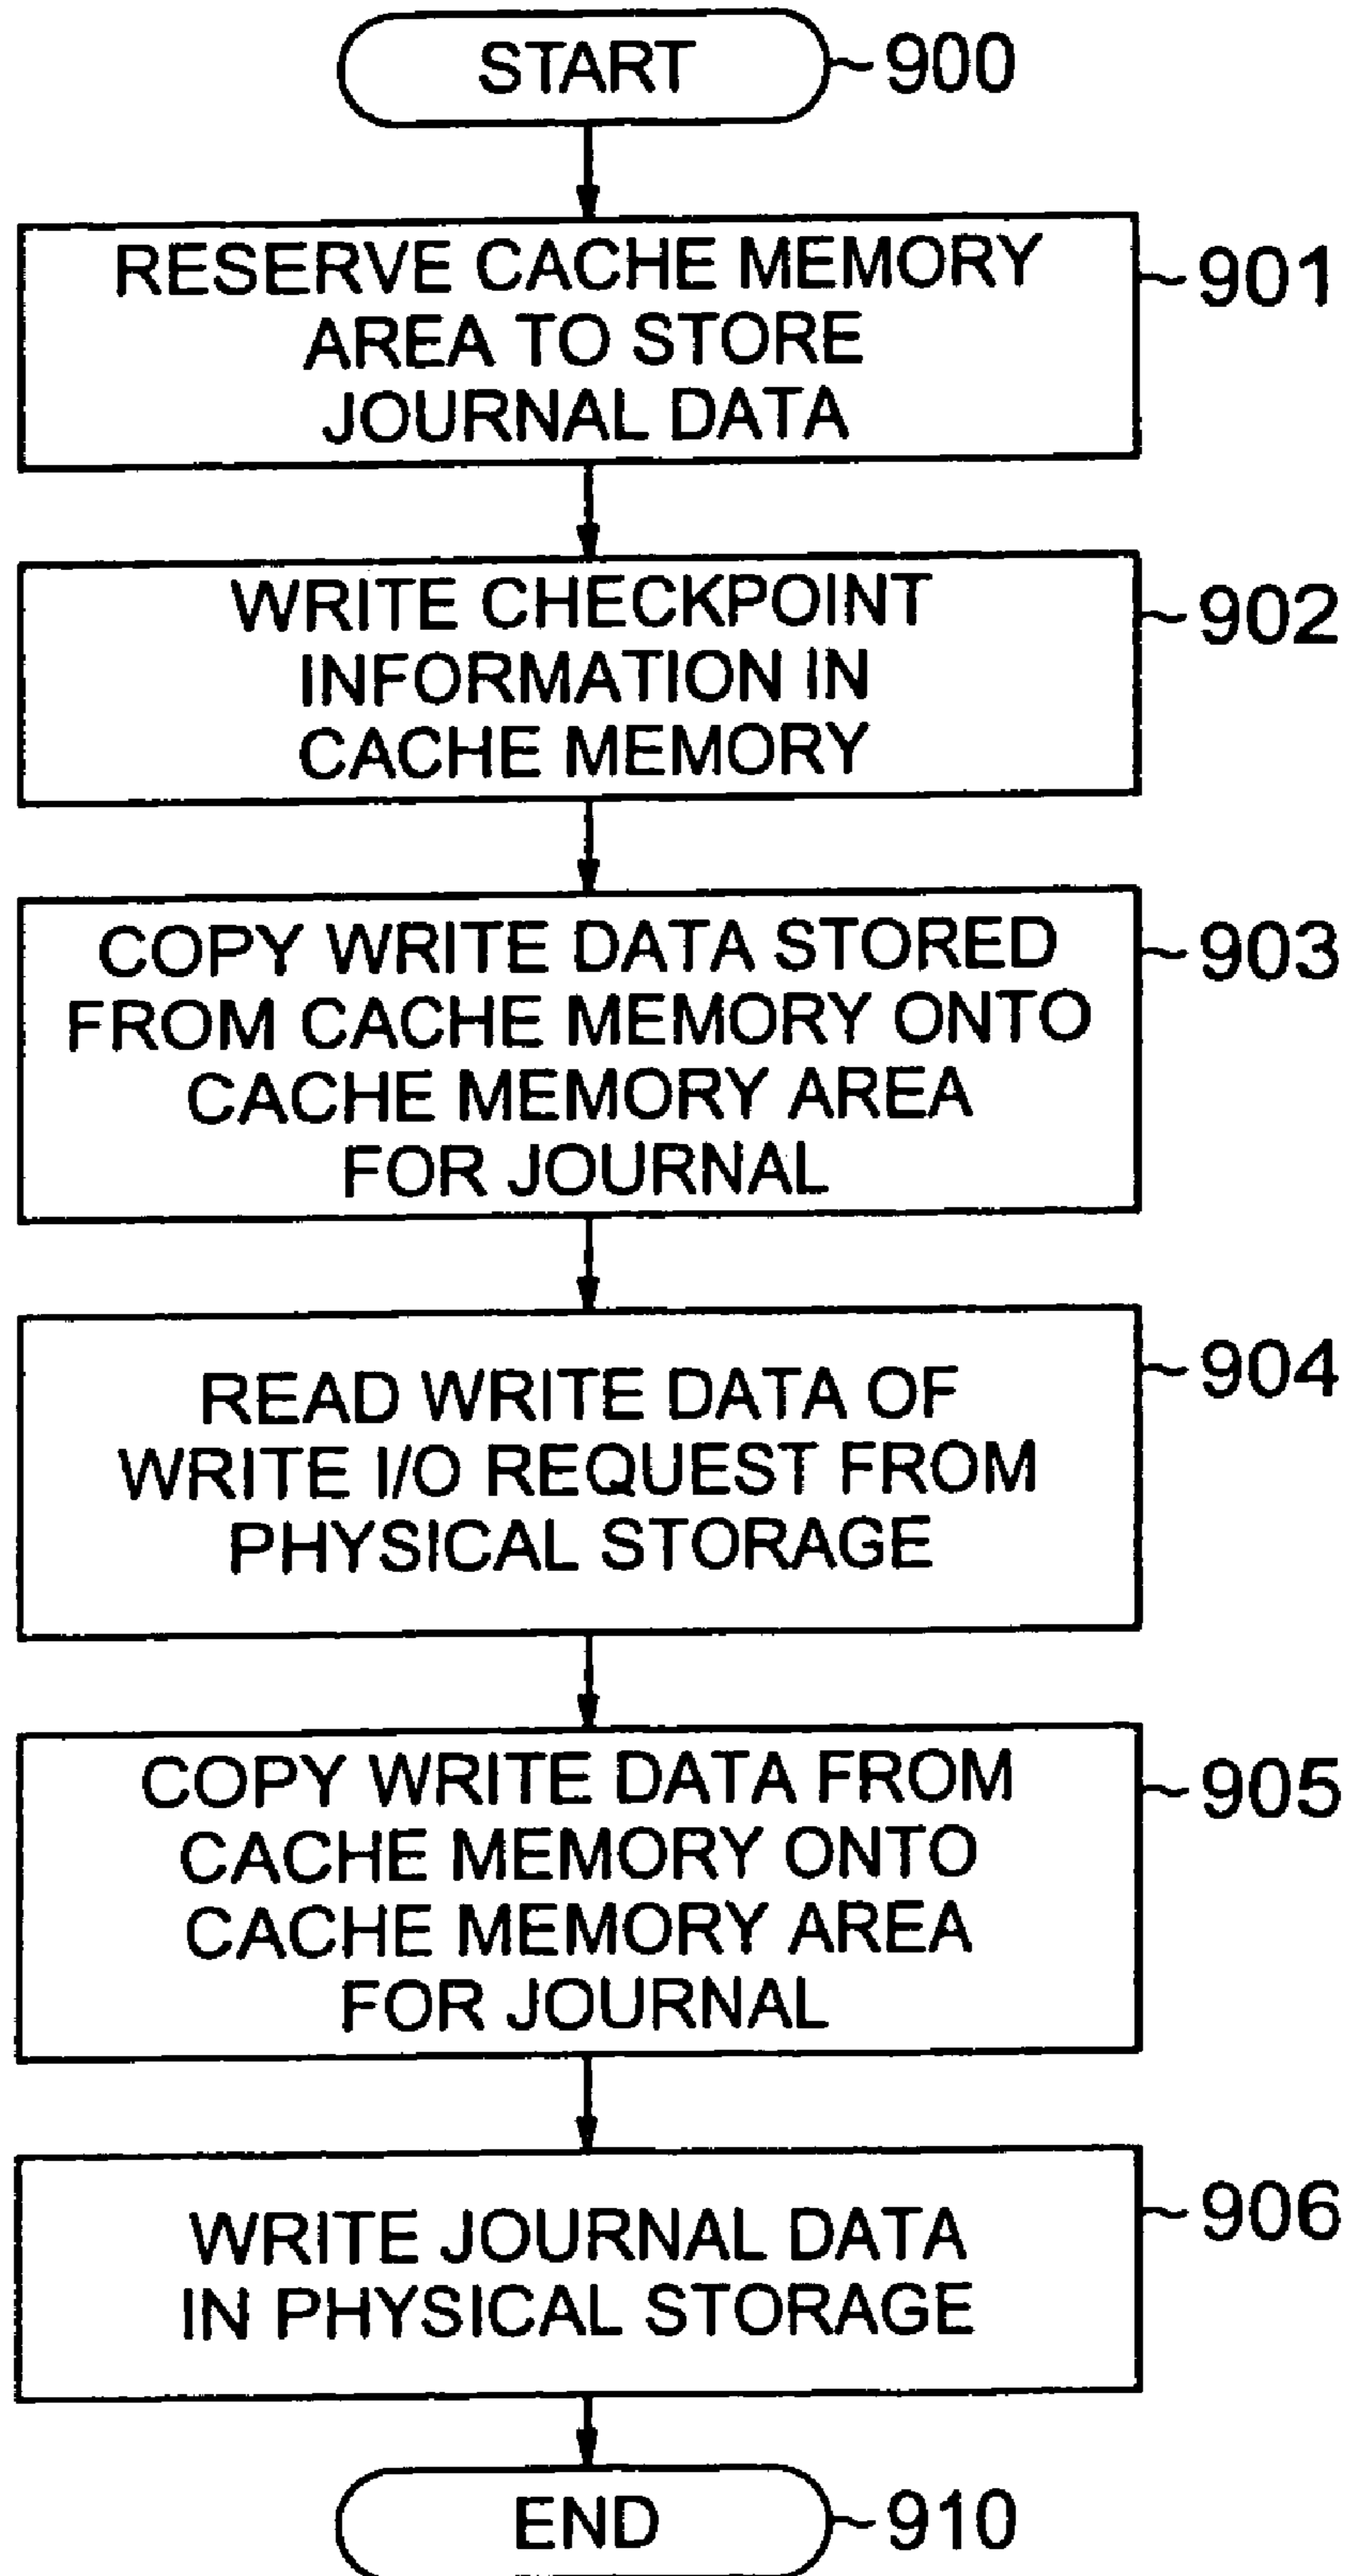 START
900
RESERVE CACHE MEMORY
AREA TO STORE
JOURNAL DATA
901
WRITE CHECKPOINT
INFORMATION IN
CACHE MEMORY
902
COPY WRITE DATA STORED
FROM CACHE MEMORY ONTO
CACHE MEMORY AREA
FOR JOURNAL
903
READ WRITE DATA OF
WRITE I/O REQUEST FROM
PHYSICAL STORAGE
904
COPY WRITE DATA FROM
CACHE MEMORY ONTO
CACHE MEMORY AREA
FOR JOURNAL
905
WRITE JOURNAL DATA
IN PHYSICAL STORAGE
906
END
910